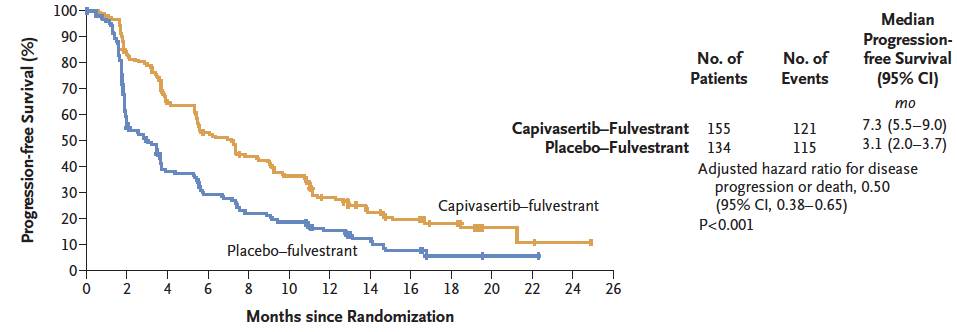 Progression-free Survival (%)
100
90
80
70
60
50
40
30
20
10
0
0 2 4 6 8 10 12 14 16 18 20 22 24 26
Months since Randomization
Capivasertib–fulvestrant
Placebo–fulvestrant
No. of Patients
No. of Events
Median Progression-free Survival (95% CI)
mo
Capivasertib–Fulvestrant 155 121 7.3 (5.5–9.0)
Placebo–Fulvestrant 134 115 3.1 (2.0–3.7)
Adjusted hazard ratio for disease
progression or death, 0.50
(95% CI, 0.38–0.65)
P<0.001